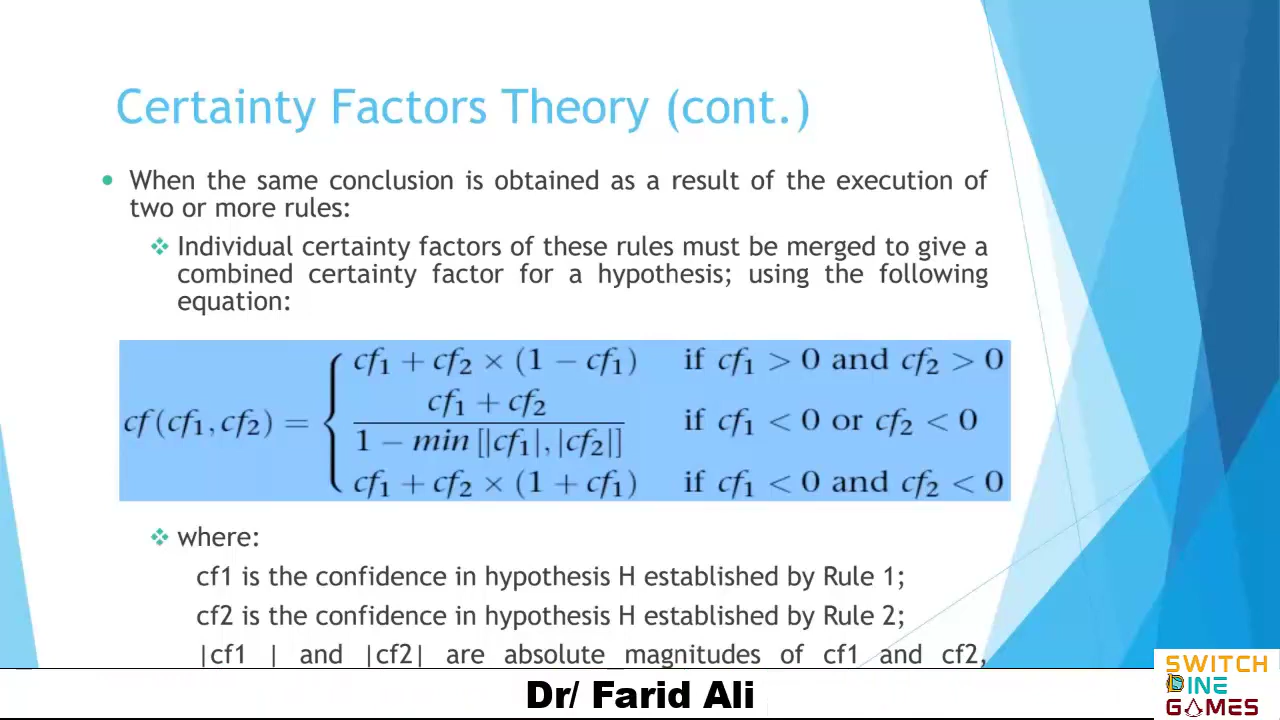 Certainty Factors Theory (cont.)
• When the same conclusion is obtained as a result of the execution of
two or more rules:
❖ Individual certainty factors of these rules must be merged to give a
combined certainty factor for a hypothesis; using the following
equation:
cf₁ + cf₂ × (1 − cf₁) if cf₁ > 0 and cf₂ > 0
cf (cf₁, cf₂) = { (cf₁ + cf₂) / (1 − min [|cf₁|, |cf₂|]) if cf₁ < 0 or cf₂ < 0
cf₁ + cf₂ × (1 + cf₁) if cf₁ < 0 and cf₂ < 0
❖ where:
cf1 is the confidence in hypothesis H established by Rule 1;
cf2 is the confidence in hypothesis H established by Rule 2;
|cf1 | and |cf2| are absolute magnitudes of cf1 and cf2,
Dr/ Farid Ali
SWITCH
DINE
GAMES